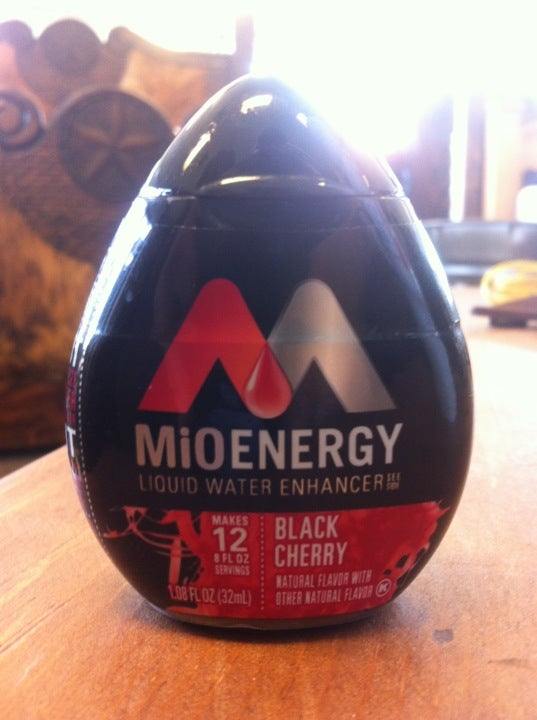 MiOENERGY
LIQUID WATER ENHANCER SEE
MAKES
12
8 FL OZ
SERVINGS
1.08 FL OZ (32mL)
BLACK
CHERRY
NATURAL FLAVOR WITH
OTHER NATURAL FLAVOR K